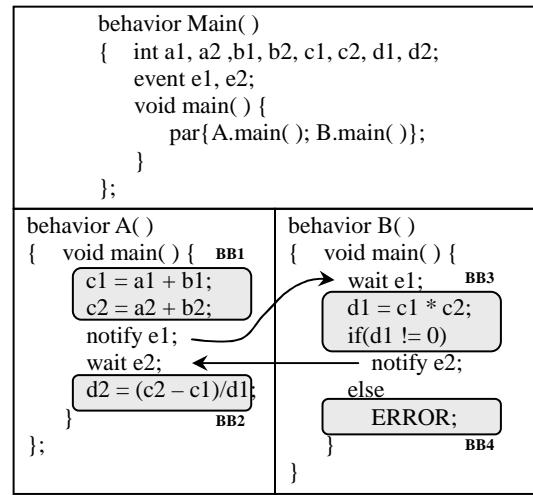 behavior Main( )
{ int a1, a2 ,b1, b2, c1, c2, d1, d2;
event e1, e2;
void main( ) {
par{A.main( ); B.main( )};
}
};
behavior A( )
{ void main( ) { BB1
c1 = a1 + b1;
c2 = a2 + b2;
notify e1;
wait e2;
d2 = (c2 – c1)/d1;
} BB2
};
behavior B( )
{ void main( ) {
wait e1; BB3
d1 = c1 * c2;
if(d1 != 0)
notify e2;
else
ERROR;
} BB4
}